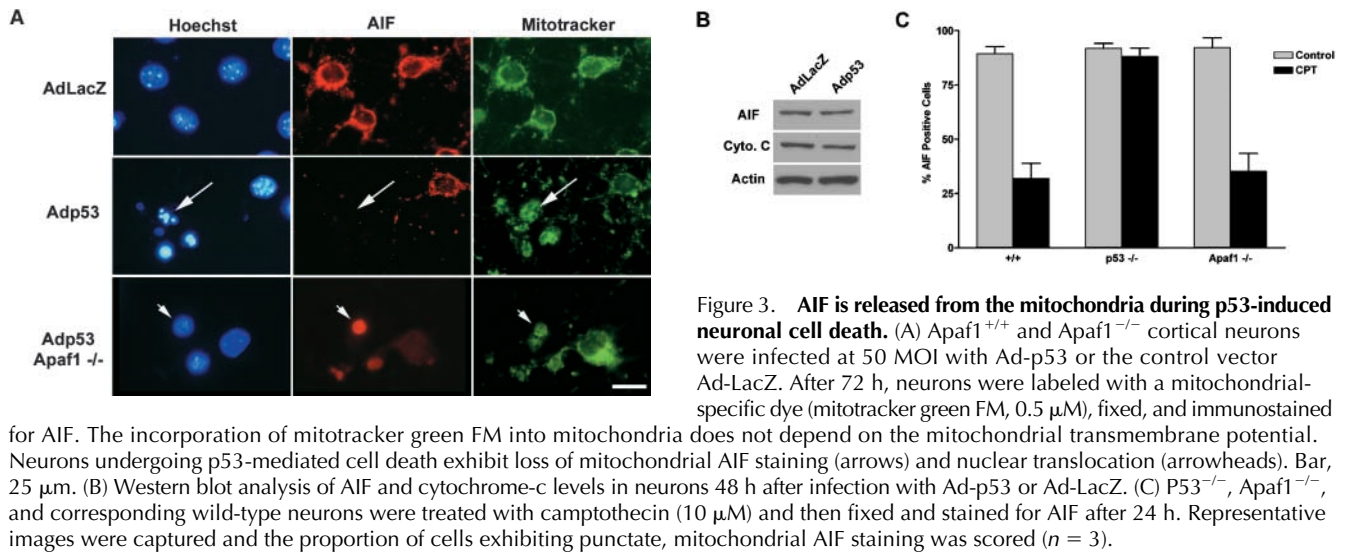 A
Hoechst
AIF
Mitotracker
AdLacZ
Adp53
Adp53
Apaf1 -/-
B
AdLacZ
Adp53
AIF
Cyto. C
Actin
C
% AIF Positive Cells
100
75
50
25
0
+/+
p53 -/-
Apaf1 -/-
Control
CPT
Figure 3. AIF is released from the mitochondria during p53-induced
neuronal cell death. (A) Apaf1+/+ and Apaf1−/− cortical neurons
were infected at 50 MOI with Ad-p53 or the control vector
Ad-LacZ. After 72 h, neurons were labeled with a mitochondrial-
specific dye (mitotracker green FM, 0.5 μM), fixed, and immunostained
for AIF. The incorporation of mitotracker green FM into mitochondria does not depend on the mitochondrial transmembrane potential.
Neurons undergoing p53-mediated cell death exhibit loss of mitochondrial AIF staining (arrows) and nuclear translocation (arrowheads). Bar,
25 μm. (B) Western blot analysis of AIF and cytochrome-c levels in neurons 48 h after infection with Ad-p53 or Ad-LacZ. (C) P53−/−, Apaf1−/−,
and corresponding wild-type neurons were treated with camptothecin (10 μM) and then fixed and stained for AIF after 24 h. Representative
images were captured and the proportion of cells exhibiting punctate, mitochondrial AIF staining was scored (n = 3).